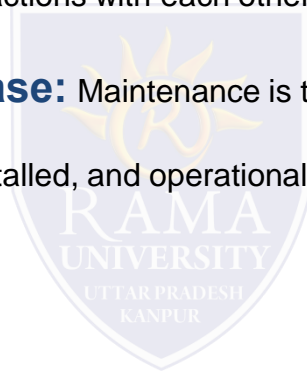 ctions with each other
ase: Maintenance is t
talled, and operational
RAMA
UNIVERSITY
UTTAR PRADESH
KANPUR